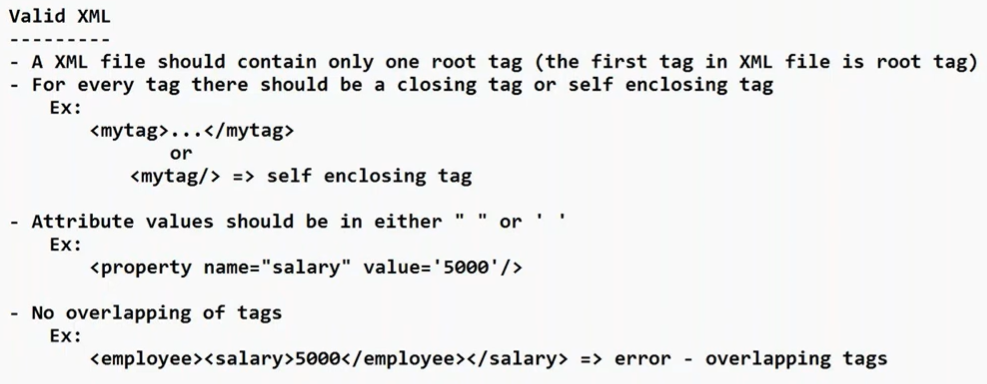 Valid XML
---------
- A XML file should contain only one root tag (the first tag in XML file is root tag)
- For every tag there should be a closing tag or self enclosing tag
Ex:
<mytag>...</mytag>
or
<mytag/> => self enclosing tag
- Attribute values should be in either " " or ' '
Ex:
<property name="salary" value='5000'/>
- No overlapping of tags
Ex:
<employee><salary>5000</employee></salary> => error - overlapping tags